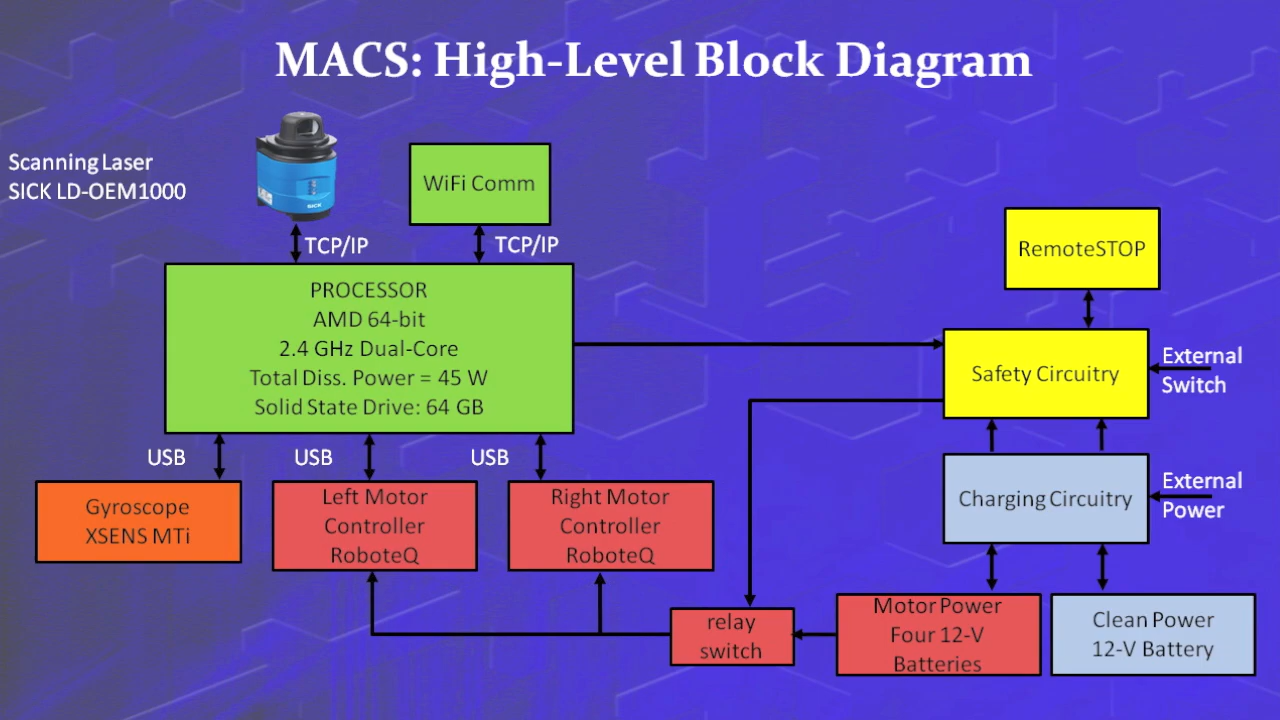 MACS: High-Level Block Diagram
Scanning Laser
SICK LD-OEM1000
SICK
WiFi Comm
TCP/IP
TCP/IP
RemoteSTOP
PROCESSOR
AMD 64-bit
2.4 GHz Dual-Core
Total Diss. Power = 45 W
Solid State Drive: 64 GB
Safety Circuitry
External
Switch
USB
USB
USB
Gyroscope
XSENS MTi
Left Motor
Controller
RoboteQ
Right Motor
Controller
RoboteQ
Charging Circuitry
External
Power
relay
switch
Motor Power
Four 12-V
Batteries
Clean Power
12-V Battery